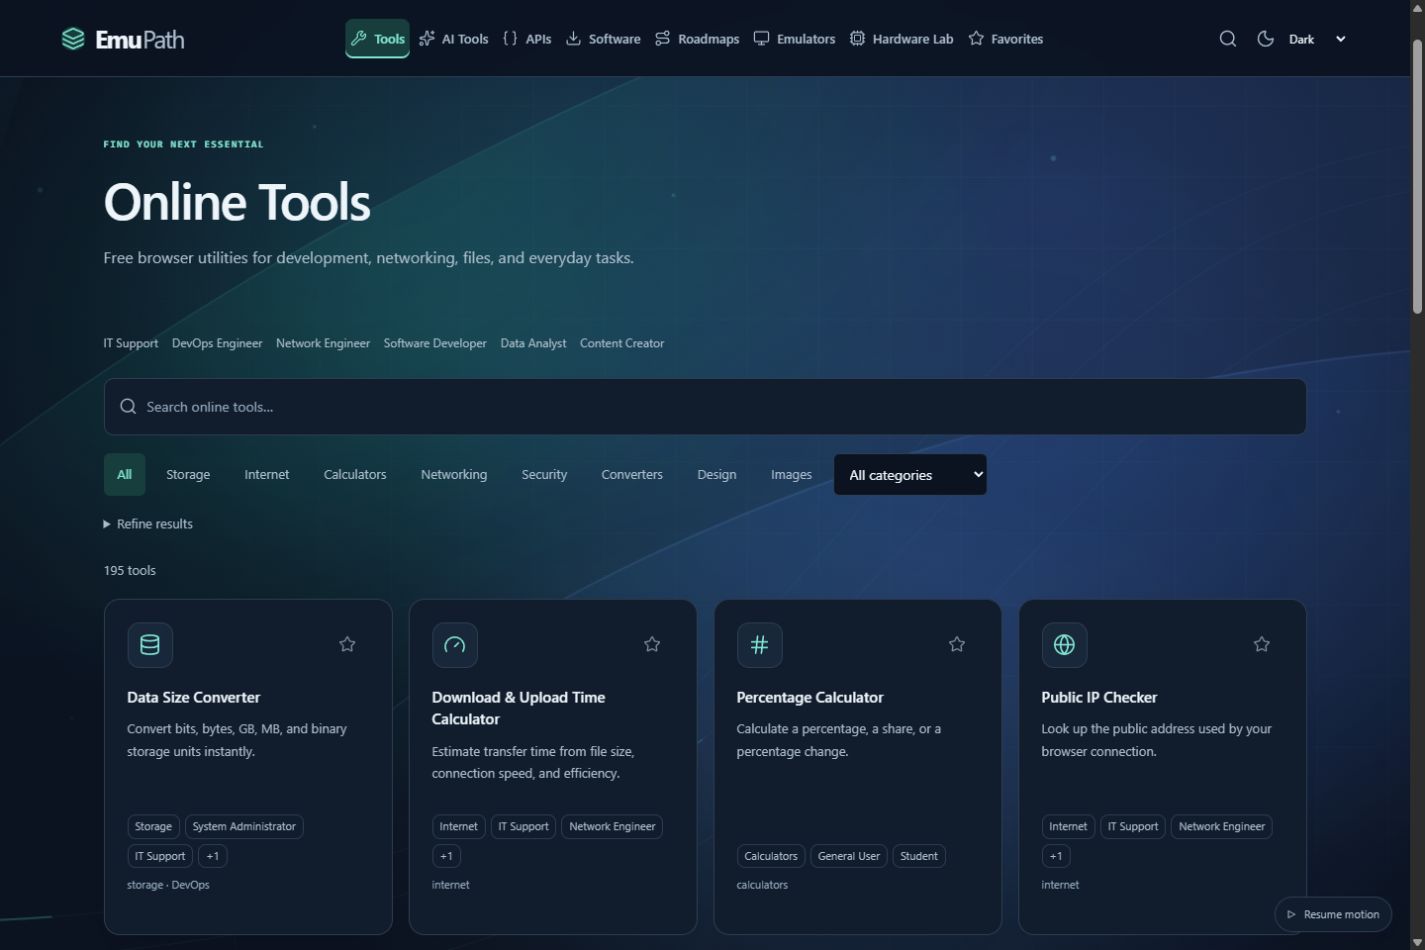 EmuPath
Tools
AI Tools
{ } APIs
Software
Roadmaps
Emulators
Hardware Lab
Favorites
Dark
FIND YOUR NEXT ESSENTIAL
Online Tools
Free browser utilities for development, networking, files, and everyday tasks.
IT Support DevOps Engineer Network Engineer Software Developer Data Analyst Content Creator
Search online tools...
All Storage Internet Calculators Networking Security Converters Design Images All categories
Refine results
195 tools
Data Size Converter
Convert bits, bytes, GB, MB, and binary
storage units instantly.
Storage System Administrator
IT Support +1
storage · DevOps
Download & Upload Time
Calculator
Estimate transfer time from file size,
connection speed, and efficiency.
Internet IT Support Network Engineer
+1
internet
#
Percentage Calculator
Calculate a percentage, a share, or a
percentage change.
Calculators General User Student
calculators
Public IP Checker
Look up the public address used by your
browser connection.
Internet IT Support Network Engineer
+1
internet
Resume motion